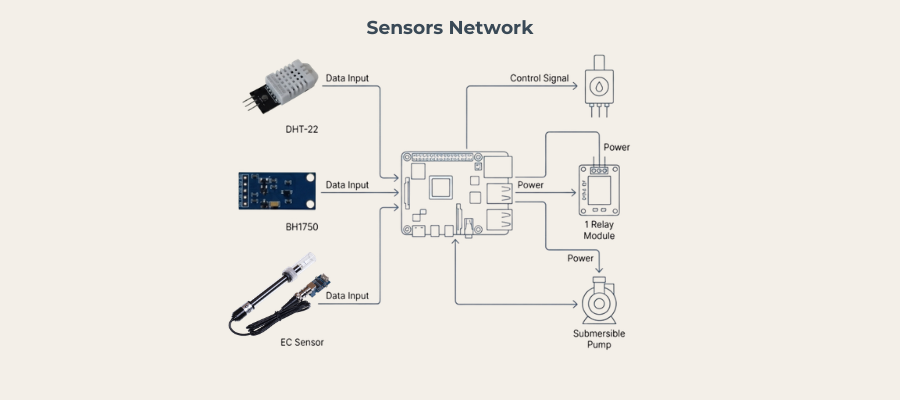 Sensors Network
Data Input
Control Signal
DHT-22
Power
Data Input
Power
BH1750
1 Relay
Module
Power
Data Input
Submersible
Pump
EC Sensor